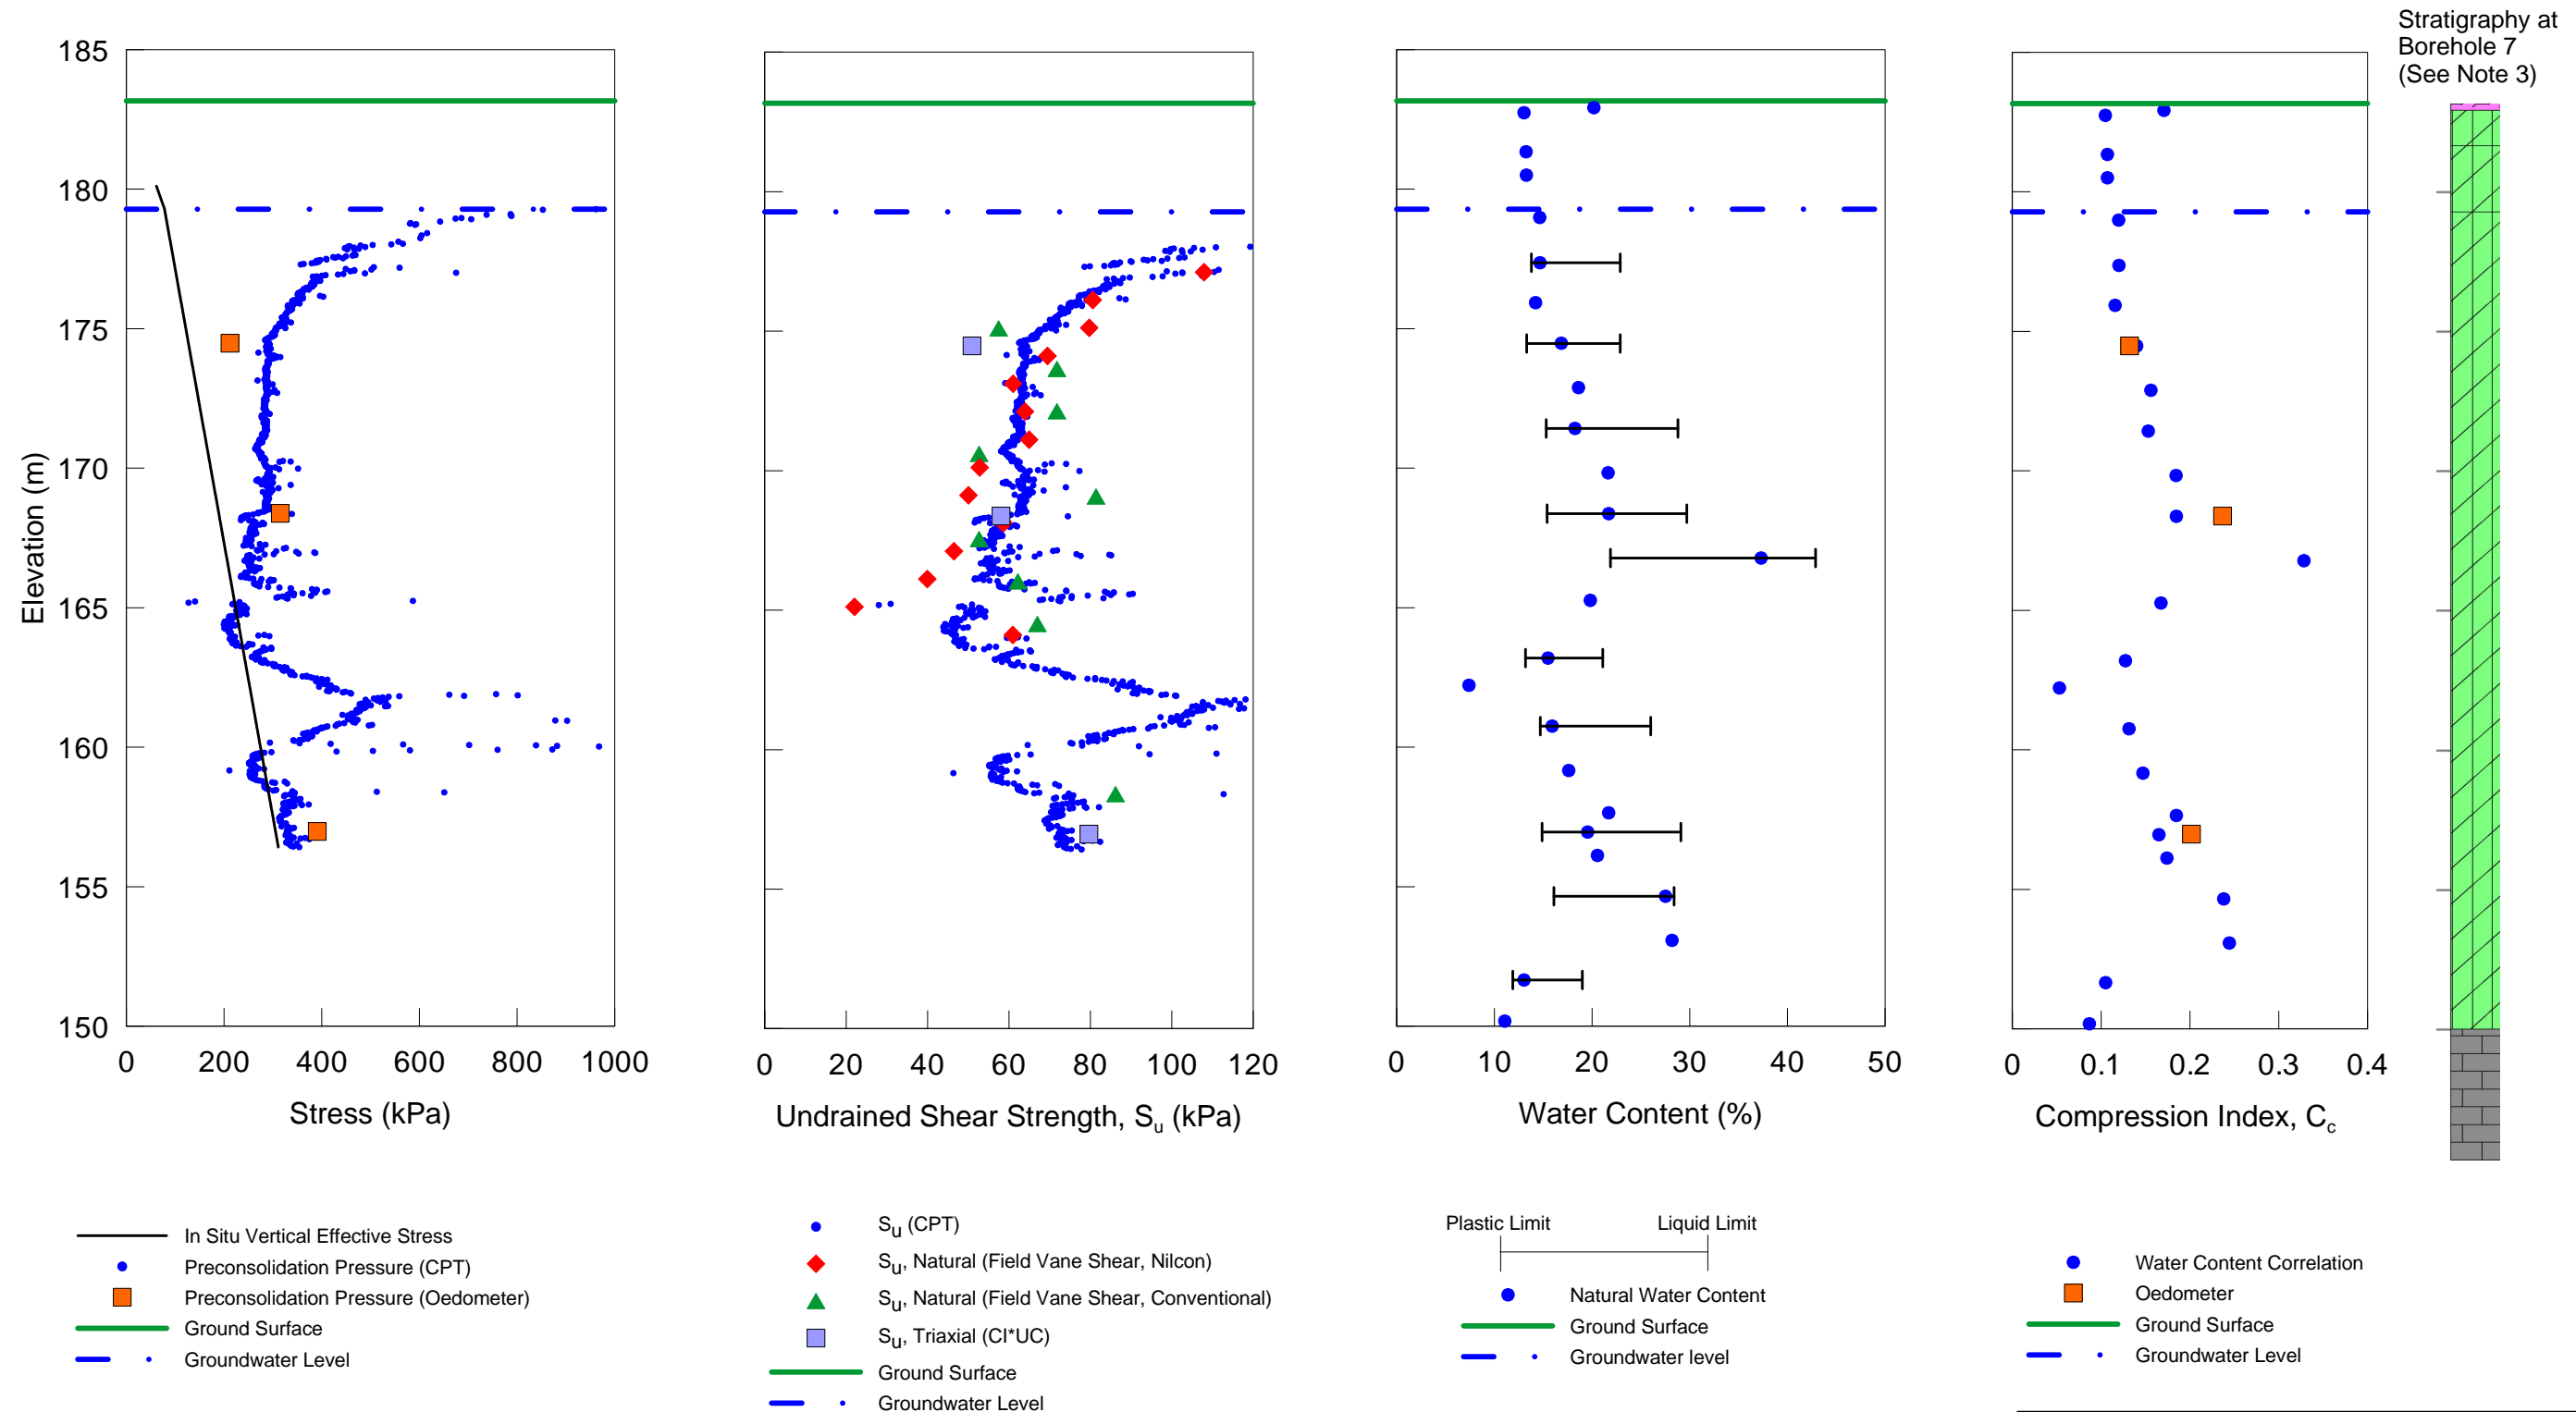 Stratigraphy at
Borehole 7
(See Note 3)
185
180
175
170
165
160
155
150
Elevation (m)
0 200 400 600 800 1000
Stress (kPa)
0 20 40 60 80 100 120
Undrained Shear Strength, Su (kPa)
0 10 20 30 40 50
Water Content (%)
0 0.1 0.2 0.3 0.4
Compression Index, Cc
In Situ Vertical Effective Stress
Preconsolidation Pressure (CPT)
Preconsolidation Pressure (Oedometer)
Ground Surface
Groundwater Level
Su (CPT)
Su, Natural (Field Vane Shear, Nilcon)
Su, Natural (Field Vane Shear, Conventional)
Su, Triaxial (CI*UC)
Ground Surface
Groundwater Level
Plastic Limit Liquid Limit
Natural Water Content
Ground Surface
Groundwater level
Water Content Correlation
Oedometer
Ground Surface
Groundwater Level